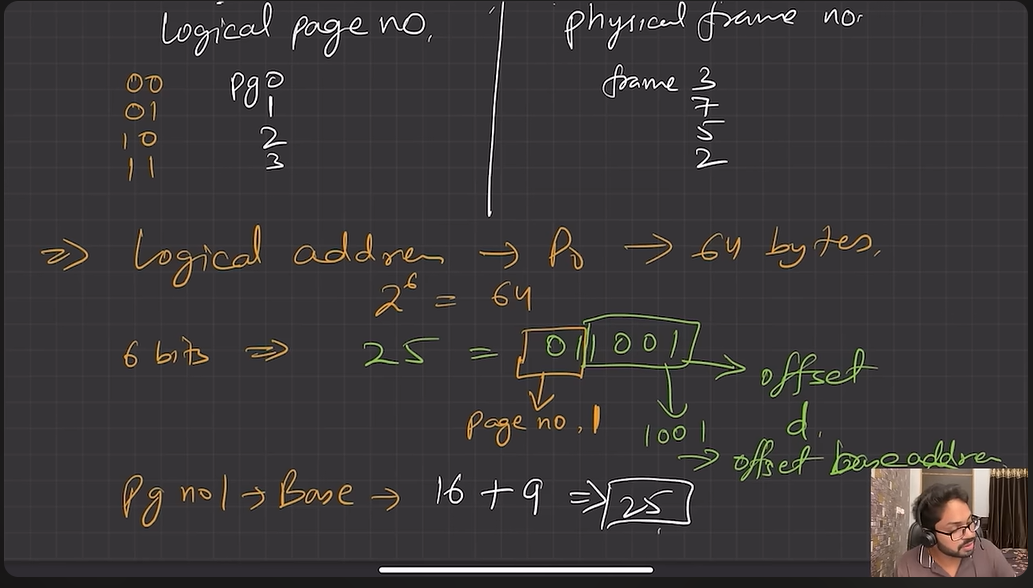 Logical page no.
physical frame no.
00 pg 0 frame 3
01 1 7
10 2 5
11 3 2
⇒ Logical address → P0 → 64 bytes.
2^6 = 64
6 bits ⇒ 25 = 01 1001 → offset
d.
page no. 1
1001
→ offset base address
Pg no 1 → Base → 16 + 9 ⇒ 25